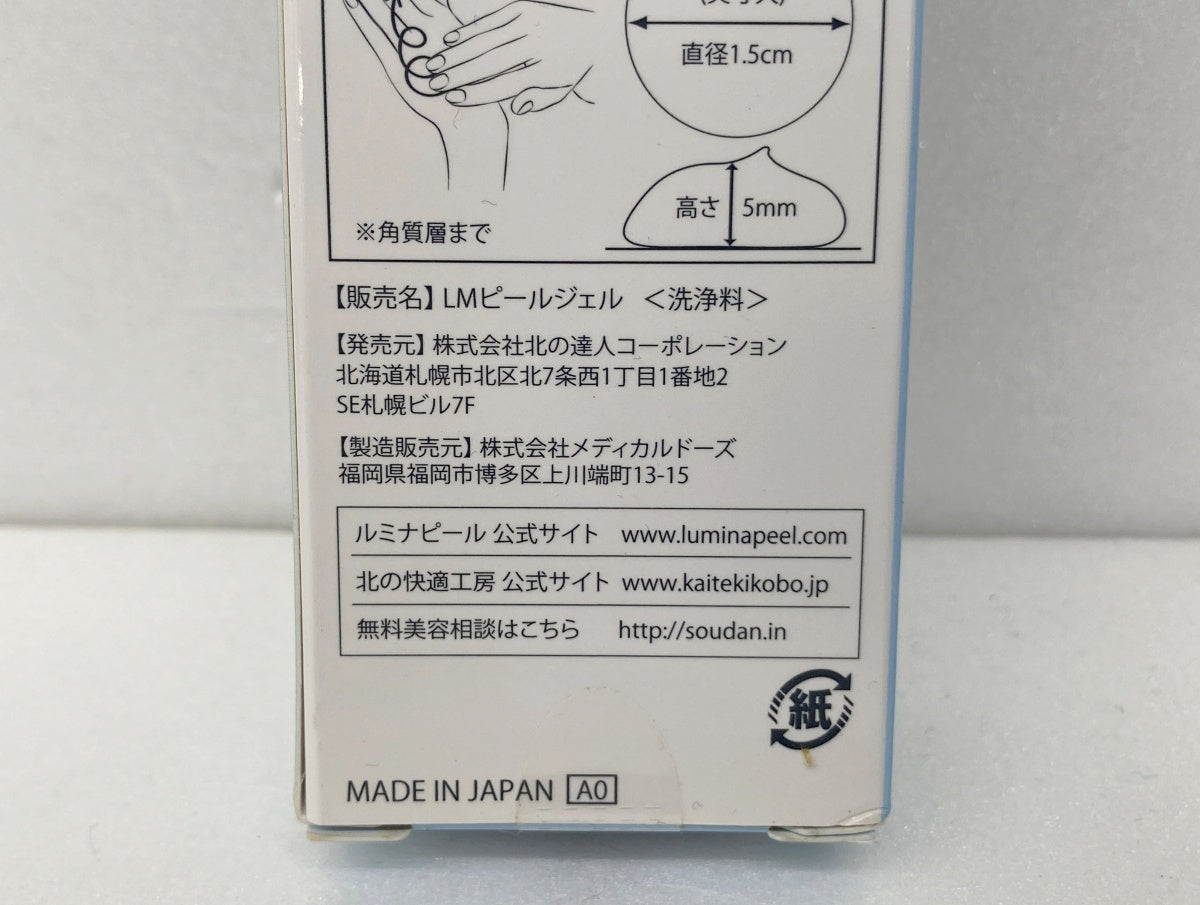 直径1.5cm
高さ 5mm
※角質層まで
【販売名】LMピールジェル ＜洗浄料＞
【発売元】株式会社北の達人コーポレーション
北海道札幌市北区北7条西1丁目1番地2
SE札幌ビル7F
【製造販売元】株式会社メディカルドーズ
福岡県福岡市博多区上川端町13-15
ルミナピール 公式サイト www.luminapeel.com
北の快適工房 公式サイト www.kaitekikobo.jp
無料美容相談はこちら http://soudan.in
紙
MADE IN JAPAN A0